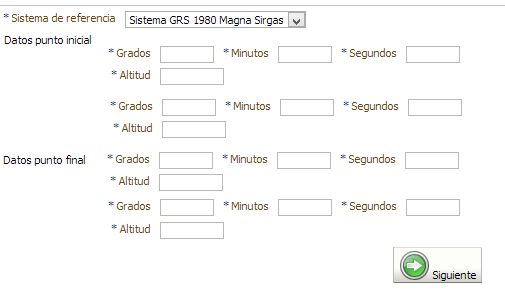 * Sistema de referencia Sistema GRS 1980 Magna Sirgas
Datos punto inicial
* Grados * Minutos * Segundos
* Altitud
* Grados * Minutos * Segundos
* Altitud
Datos punto final * Grados * Minutos * Segundos
* Altitud
* Grados * Minutos * Segundos
* Altitud
Siguiente